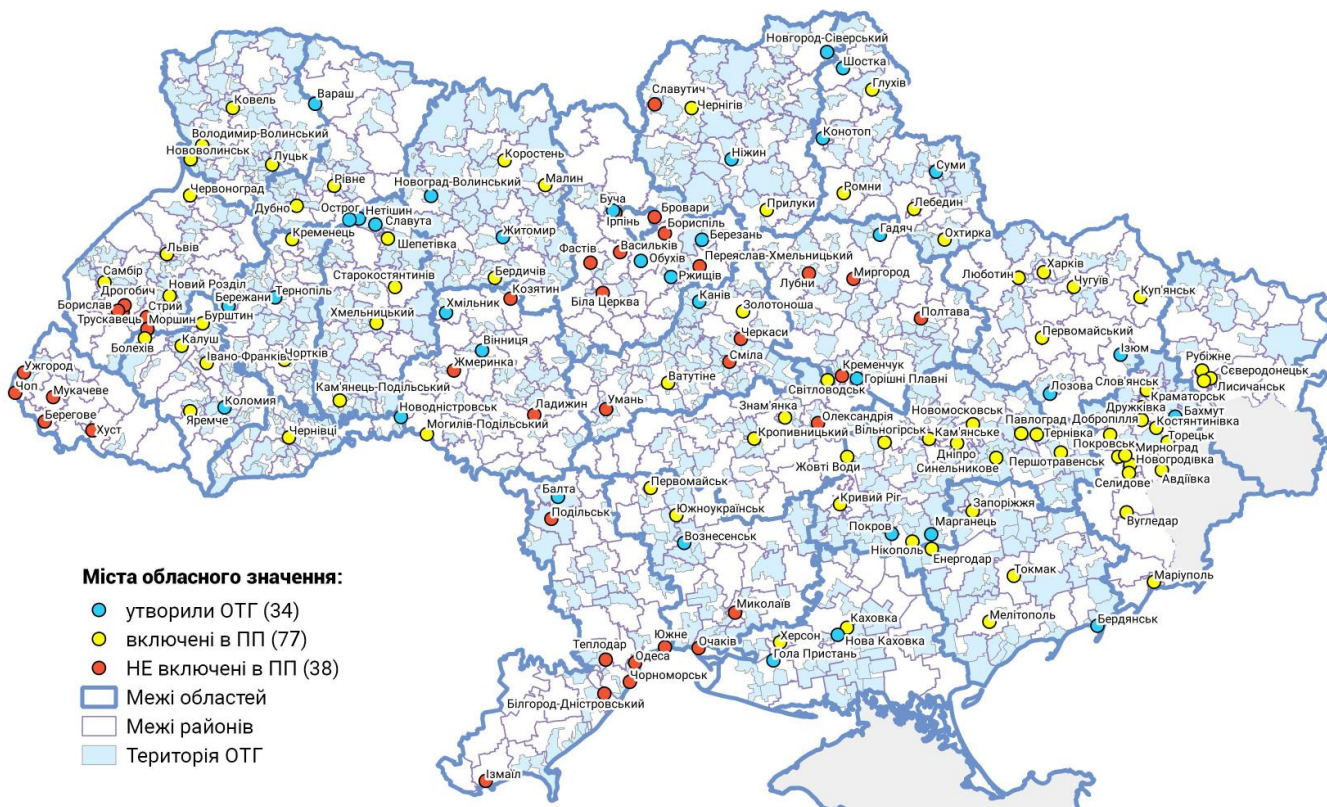 Новгород-Сіверський
Шостка
Глухів
Славутич
Чернігів
Ковель
Вараш
Конотоп
Володимир-Волинський
Нововолинськ
Луцьк
Ніжин
Суми
Коростень
Малин
Рівне
Новоград-Волинський
Ромни
Червоноград
Лебедин
Дубно
Острог
Нетішин
Славута
Буча
Ірпінь
Бровари
Бориспіль
Прилуки
Гадяч
Охтирка
Кременець
Шепетівка
Житомир
Фастів
Васильків
Обухів
Березань
Переяслав-Хмельницький
Львів
Старокостянтинів
Бердичів
Ржищів
Лубни
Миргород
Люботин
Харків
Чугуїв
Куп'янськ
Самбір
Дрогобич
Новий Розділ
Бережани
Тернопіль
Хмільник
Козятин
Біла Церква
Канів
Золотоноша
Борислав
Стрий
Трускавець
Моршин
Бурштин
Хмельницький
Вінниця
Черкаси
Полтава
Первомайський
Болехів
Калуш
Івано-Франківськ
Чортків
Жмеринка
Сміла
Ізюм
Рубіжне
Сєверодонецьк
Лисичанськ
Ужгород
Чоп
Мукачеве
Кам'янець-Подільський
Ватутіне
Кременчук
Горішні Плавні
Світловодськ
Лозова
Слов'янськ
Краматорськ
Берегове
Хуст
Яремче
Коломия
Новодністровськ
Ладижин
Умань
Знам'янка
Олександрія
Новомосковськ
Павлоград
Добропілля
Дружківка
Бахмут
Костянтинівка
Чернівці
Могилів-Подільський
Кропивницький
Вільногірськ
Кам'янське
Дніпро
Тернівка
Покровськ
Торецьк
Мирноград
Жовті Води
Синельникове
Першотравенськ
Новогродівка
Селидове
Авдіївка
Балта
Первомайськ
Подільськ
Южноукраїнськ
Кривий Ріг
Запоріжжя
Вугледар
Вознесенськ
Покров
Марганець
Нікополь
Енергодар
Токмак
Маріуполь
Миколаїв
Мелітополь
Бердянськ
Каховка
Нова Каховка
Херсон
Гола Пристань
Теплодар
Южне
Очаків
Одеса
Чорноморськ
Білгород-Дністровський
Ізмаїл
Міста обласного значення:
утворили ОТГ (34)
включені в ПП (77)
НЕ включені в ПП (38)
Межі областей
Межі районів
Територія ОТГ